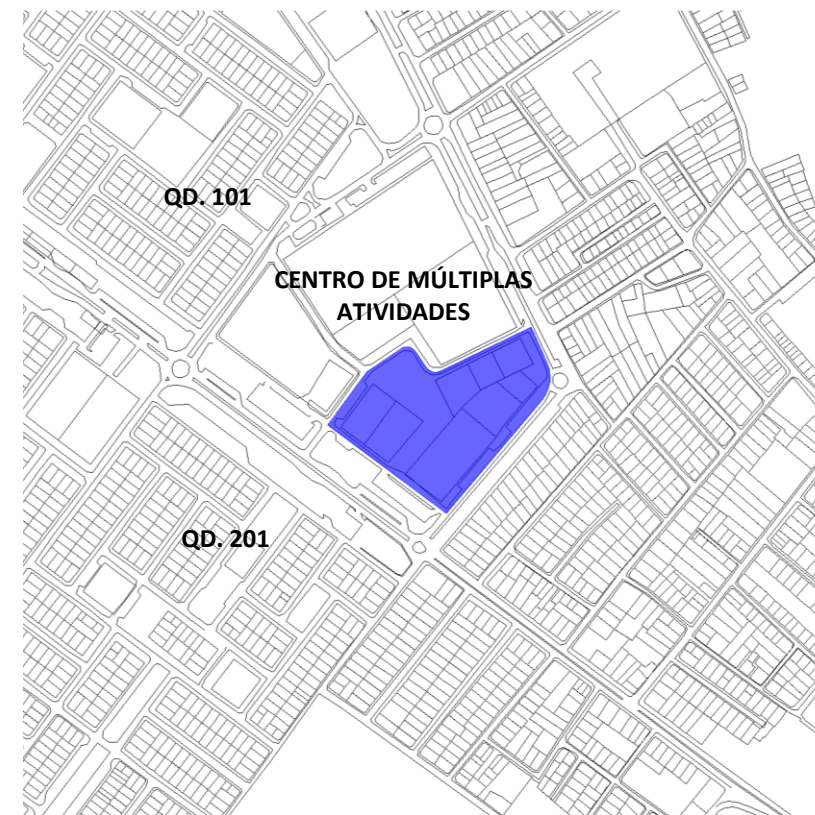 QD. 101
CENTRO DE MÚLTIPLAS
ATIVIDADES
QD. 201